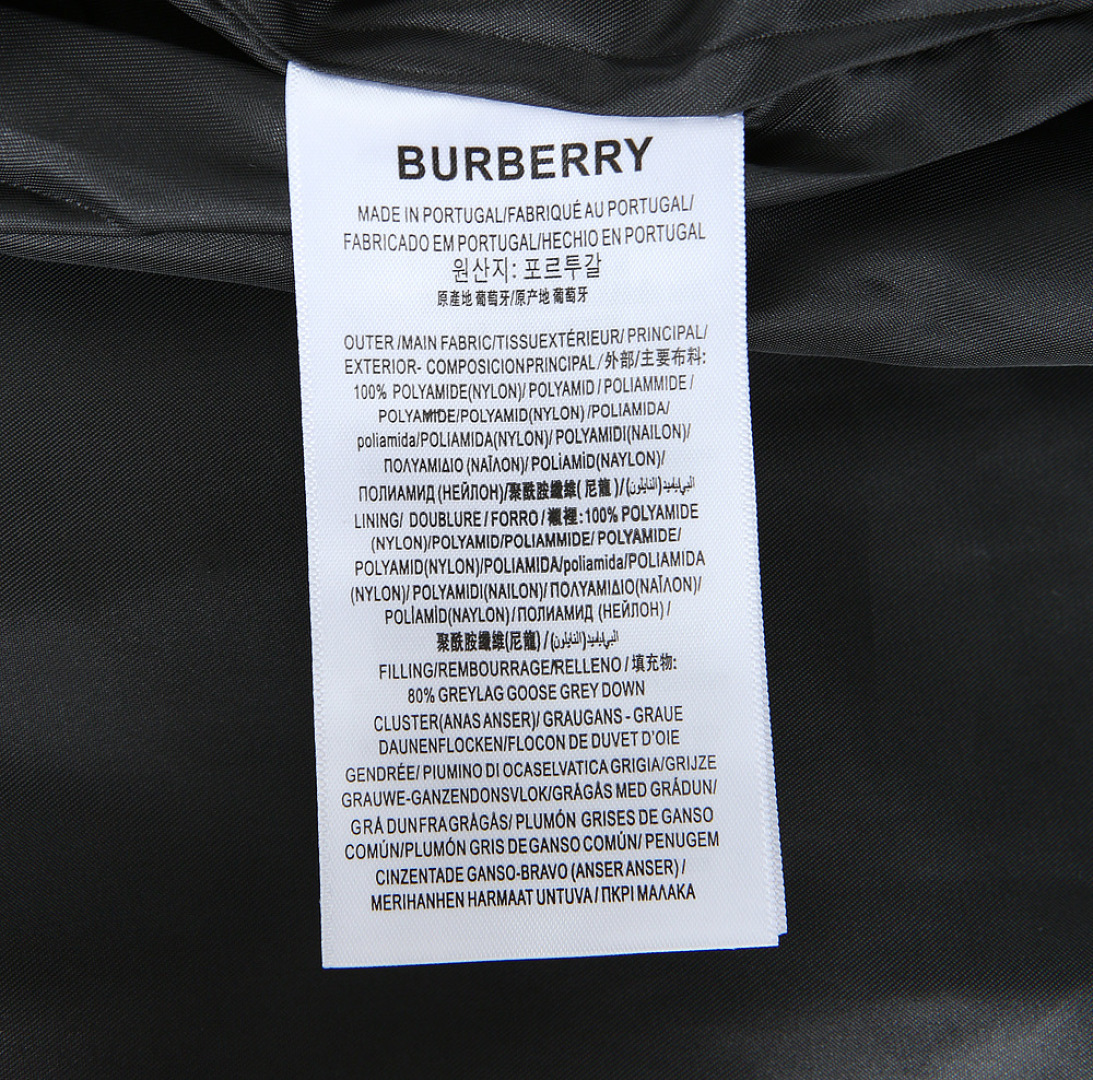 BURBERRY
MADE IN PORTUGAL/FABRIQUÉ AU PORTUGAL/
FABRICADO EM PORTUGAL/HECHIO EN PORTUGAL
원산지: 포르투갈
原產地 葡萄牙/原产地 葡萄牙
OUTER /MAIN FABRIC/TISSUEXTÉRIEUR/ PRINCIPAL/
EXTERIOR- COMPOSICION PRINCIPAL / 外部/主要布料:
100% POLYAMIDE(NYLON)/ POLYAMID / POLIAMMIDE /
POLYAMIDE/POLYAMID(NYLON) /POLIAMIDA/
poliamida/POLIAMIDA(NYLON)/ POLYAMIDI(NAILON)/
ΠΟΛΥΑΜΙΔΙΟ (ΝΑΪΛΟΝ)/ POLİAMİD(NAYLON)/
ПОЛИАМИД (НЕЙЛОН)/聚酰胺纖維( 尼龍 )/(النايلون)
LINING/ DOUBLURE / FORRO / 襯裡:100% POLYAMIDE
(NYLON)/POLYAMID/POLIAMMIDE/ POLYAMIDE/
POLYAMID(NYLON)/POLIAMIDA/poliamida/POLIAMIDA
(NYLON)/ POLYAMIDI(NAILON)/ ΠΟΛΥΑΜΙΔΙΟ(ΝΑΪΛΟΝ)/
POLİAMİD(NAYLON)/ПОЛИАМИД (НЕЙЛОН) /
聚酰胺纖維(尼龍) /(النايلون)
FILLING/REMBOURRAGE/RELLENO / 填充物:
80% GREYLAG GOOSE GREY DOWN
CLUSTER(ANAS ANSER)/ GRAUGANS - GRAUE
DAUNENFLOCKEN/FLOCON DE DUVET D'OIE
GENDRÉE/ PIUMINO DI OCASELVATICA GRIGIA/GRIJZE
GRAUWE-GANZENDONSVLOK/GRÅGÅS MED GRÅDUN/
GRÅ DUNFRAGRÅGÅS/ PLUMÓN GRISES DE GANSO
COMÚN/PLUMÓN GRIS DE GANSO COMÚN/ PENUGEM
CINZENTADE GANSO-BRAVO (ANSER ANSER) /
MERIHANHEN HARMAAT UNTUVA / ΠΚΡΙ ΜΑΛΑΚΑ